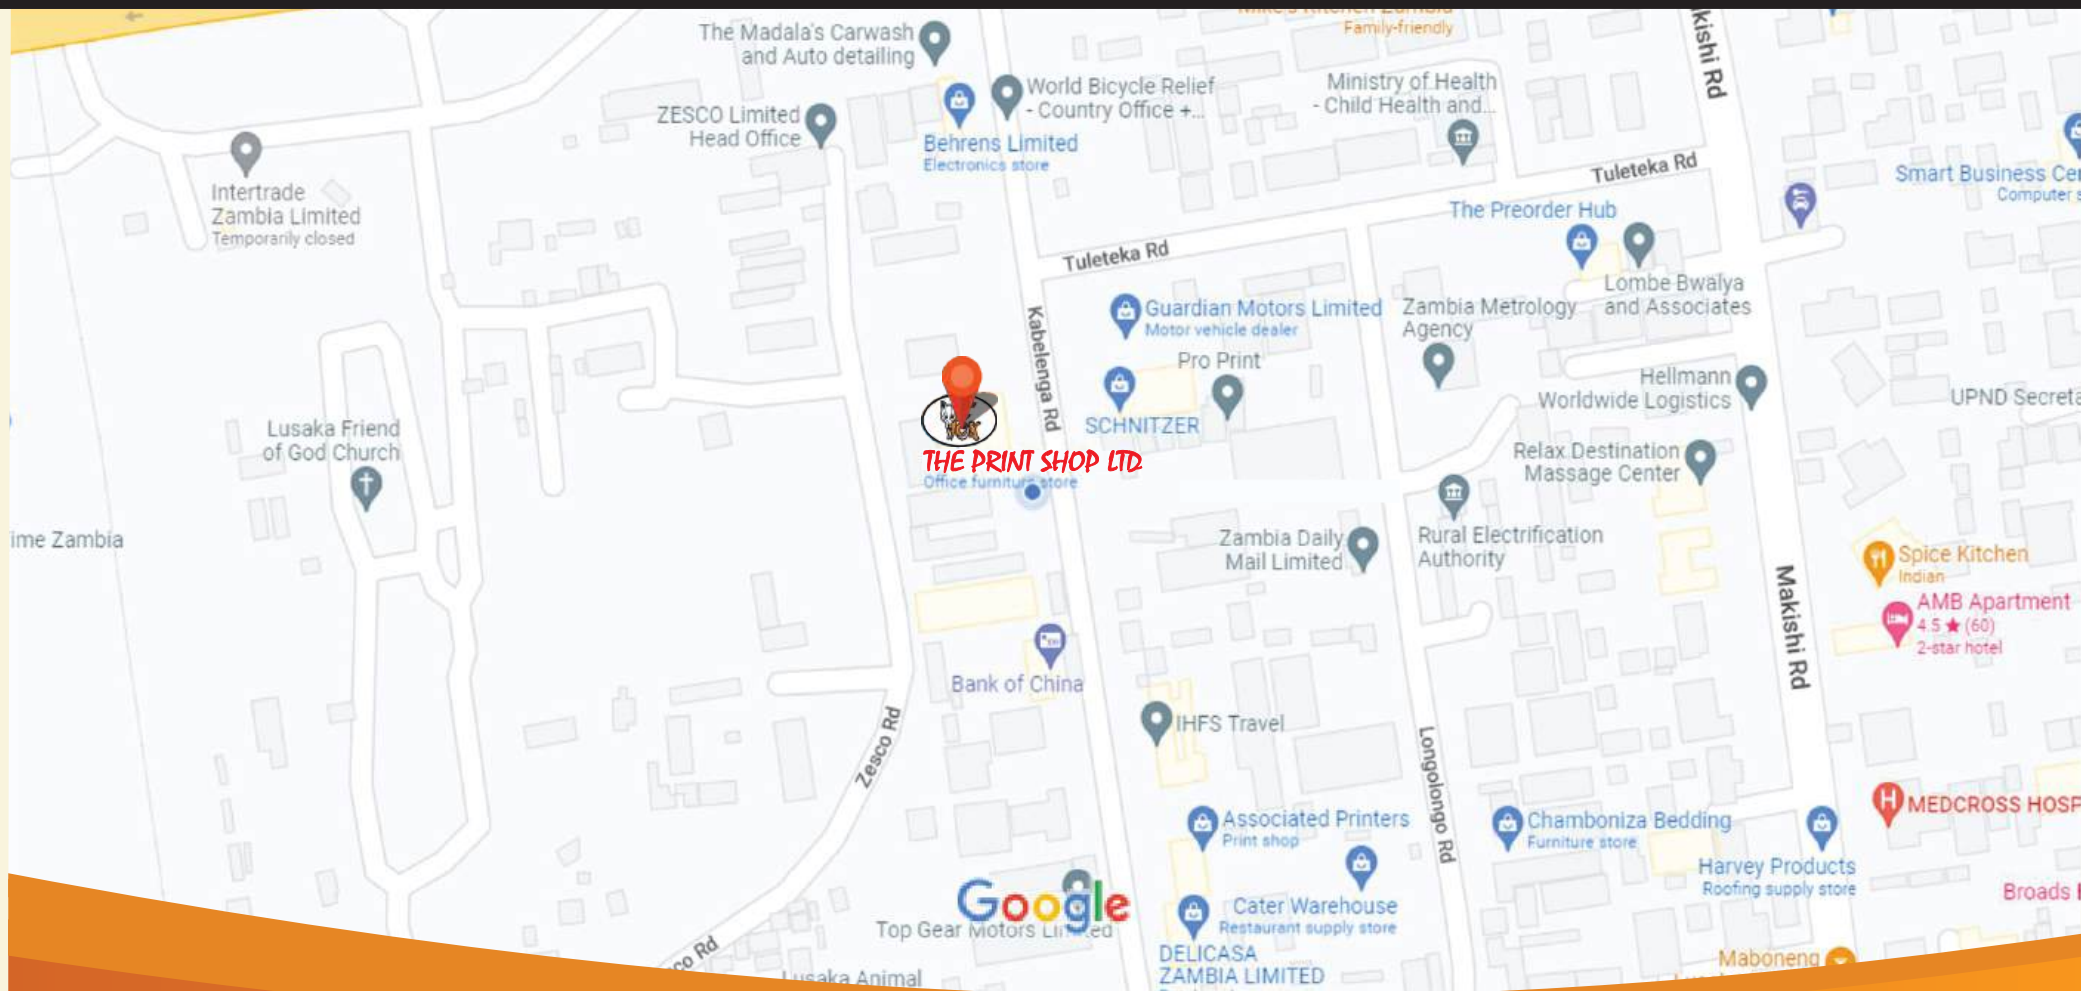 Family-friendly
The Madala's Carwash
and Auto detailing
World Bicycle Relief
- Country Office +...
Ministry of Health
- Child Health and...
kishi Rd
ZESCO Limited
Head Office
Behrens Limited
Electronics store
Tuleteka Rd
Smart Business Cen
Computer s
Intertrade
Zambia Limited
Temporarily closed
The Preorder Hub
Tuleteka Rd
Lombe Bwalya
and Associates
Guardian Motors Limited
Motor vehicle dealer
Zambia Metrology
Agency
Kabelenga Rd
Pro Print
Hellmann
Worldwide Logistics
UPND Secreta
SCHNITZER
Lusaka Friend
of God Church
THE PRINT SHOP LTD
Office furniture store
Relax Destination
Massage Center
ime Zambia
Zambia Daily
Mail Limited
Rural Electrification
Authority
Spice Kitchen
Indian
AMB Apartment
4.5 ★ (60)
2-star hotel
Makishi Rd
Bank of China
Zesco Rd
IHFS Travel
Longolongo Rd
MEDCROSS HOSP
H
Associated Printers
Print shop
Chamboniza Bedding
Furniture store
Harvey Products
Roofing supply store
Broads
Google
Top Gear Motors Limited
Cater Warehouse
Restaurant supply store
DELICASA
ZAMBIA LIMITED
co Rd
Lusaka Animal
Maboneng